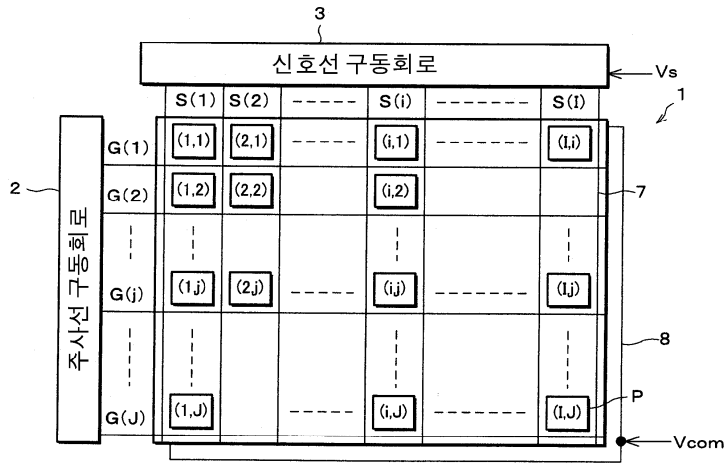 3
신호선 구동회로
Vs
S(1) S(2) S(i) S(I)
1
G(1) (1,1) (2,1) (i,1) (I,i)
2 G(2) (1,2) (2,2) (i,2) 7
주사선 구동회로
G(j) (1,j) (2,j) (i,j) (I,j)
8
P
G(J) (1,J) (i,J) (I,J)
Vcom